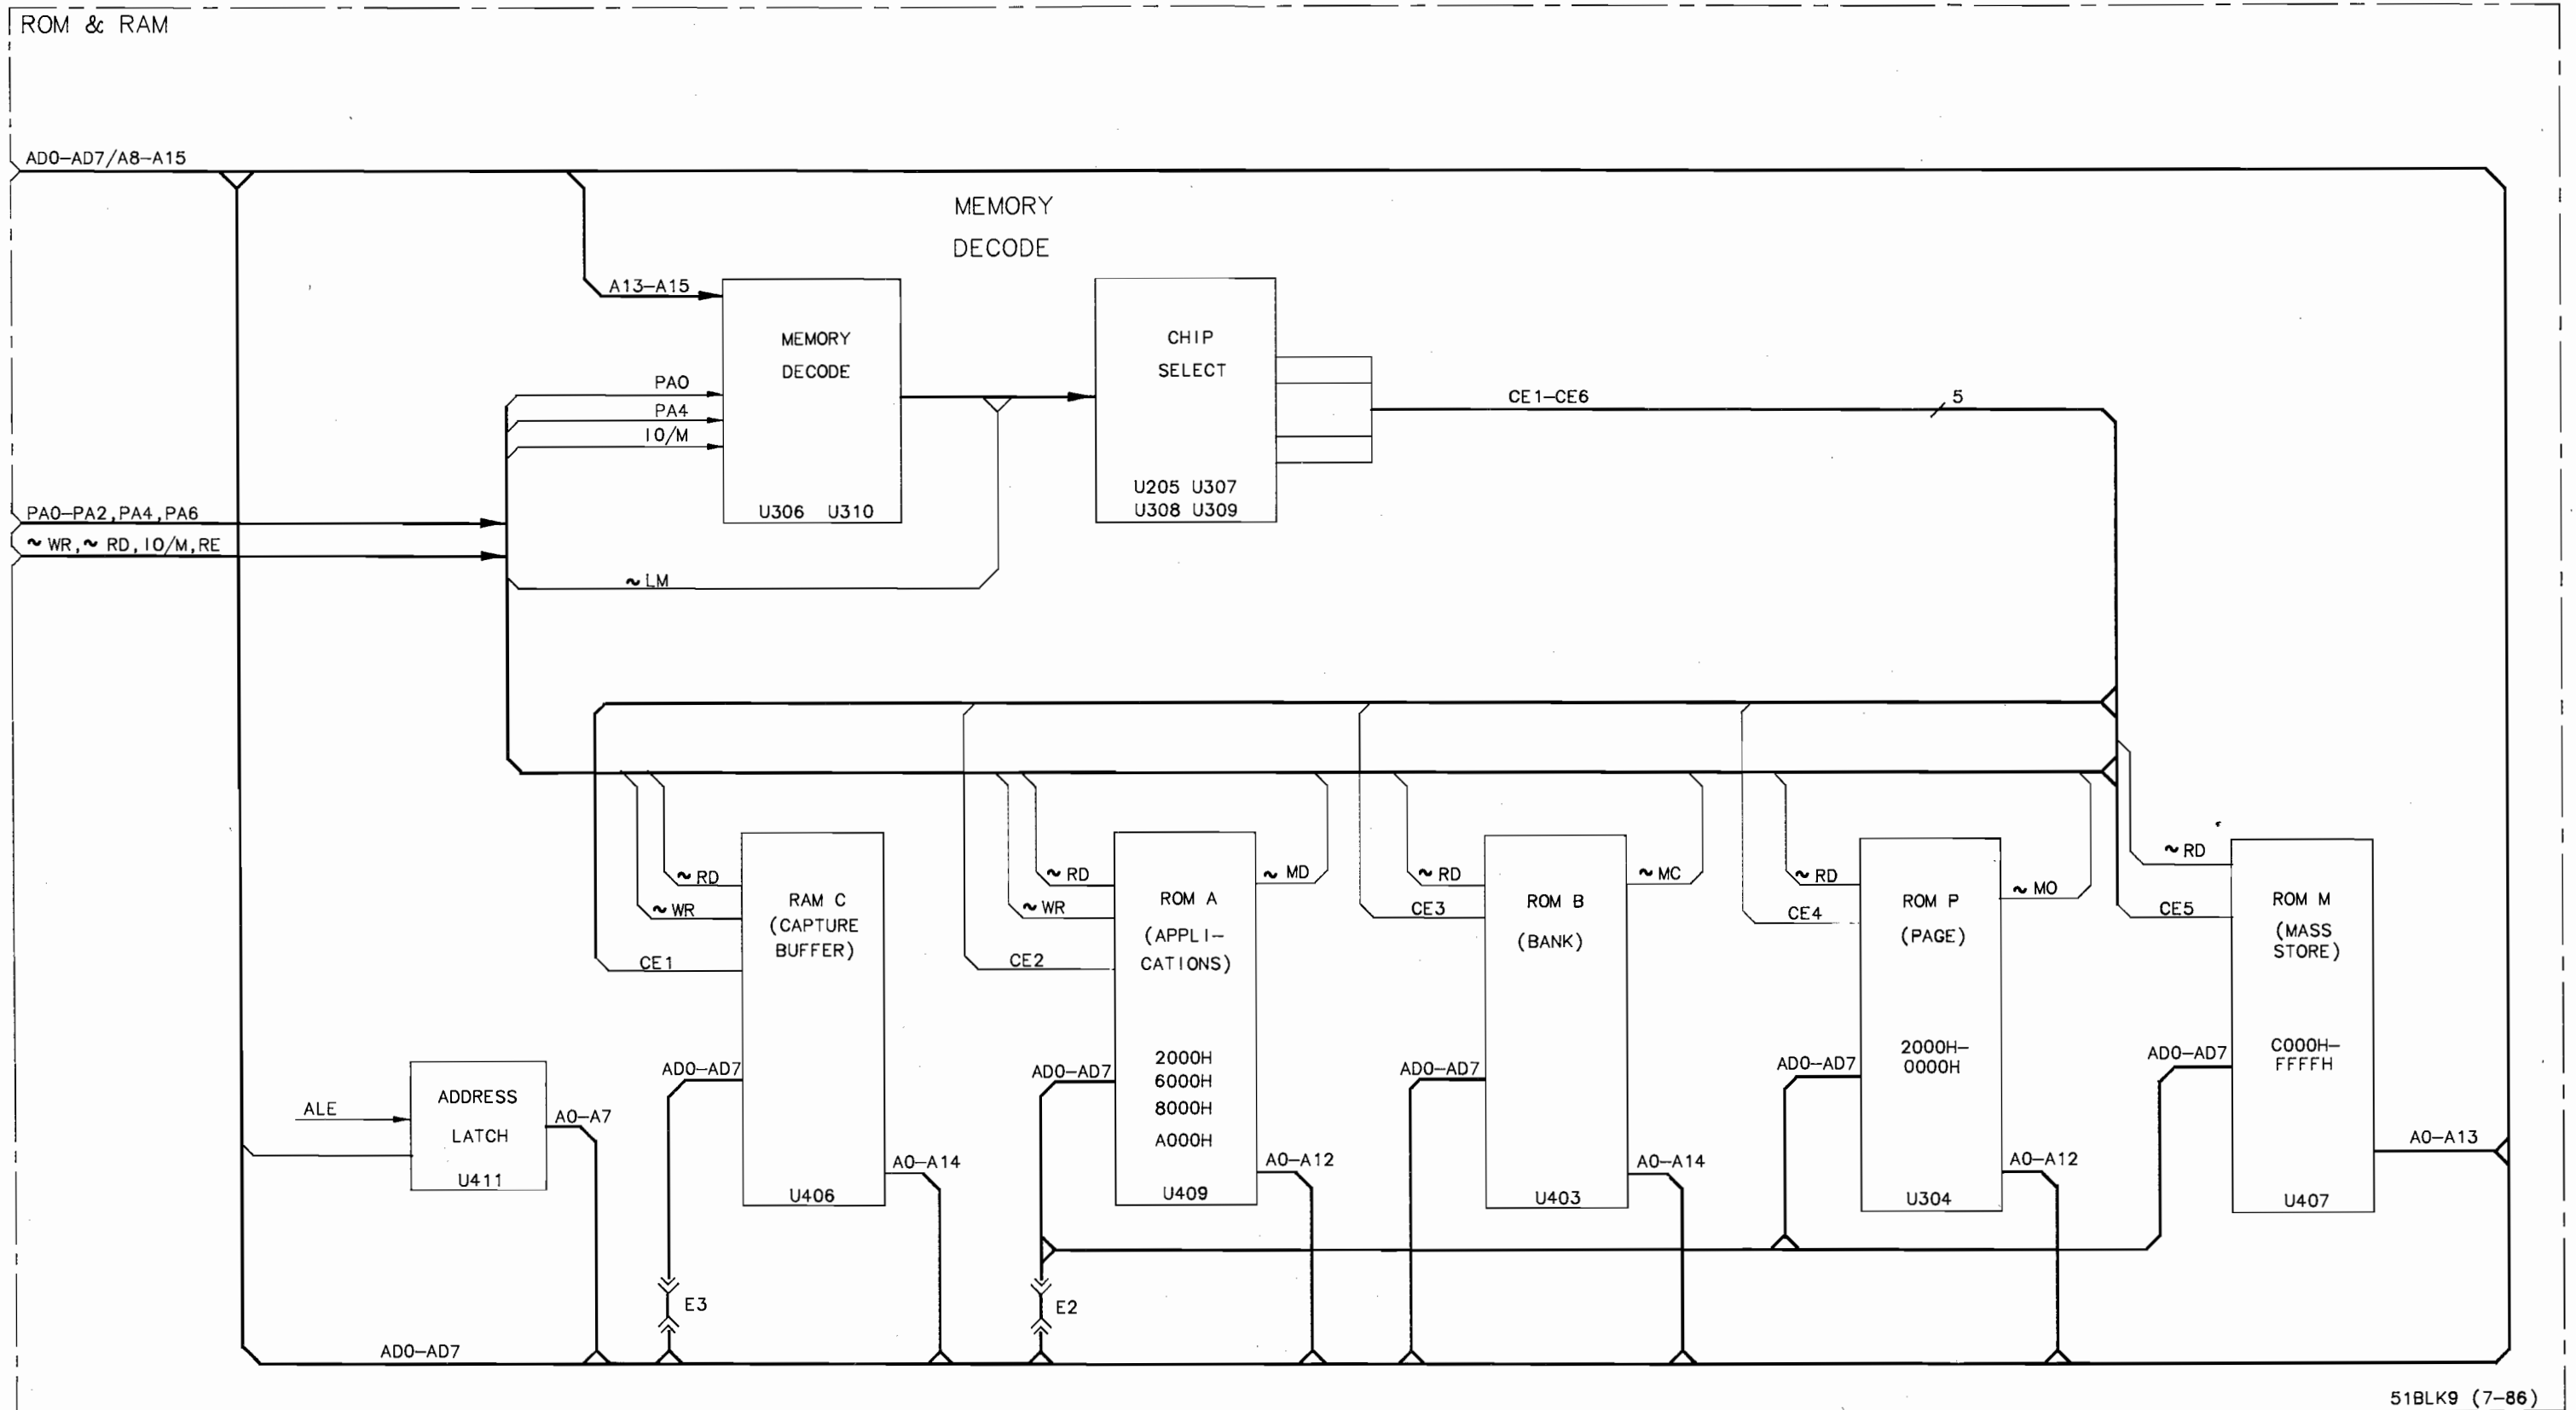 ROM & RAM
AD0-AD7/A8-A15
MEMORY
DECODE
A13-A15
MEMORY
DECODE
U306 U310
PA0
PA4
IO/M
CHIP
SELECT
U205 U307
U308 U309
CE1-CE6
5
PA0-PA2,PA4,PA6
~WR,~RD,IO/M,RE
~LM
~RD
~WR
CE1
RAM C
(CAPTURE
BUFFER)
AD0-AD7
A0-A14
U406
~RD
~WR
CE2
~MD
ROM A
(APPLI-
CATIONS)
2000H
6000H
8000H
A000H
AD0-AD7
A0-A12
U409
~RD
CE3
~MC
ROM B
(BANK)
AD0-AD7
A0-A14
U403
~RD
CE4
~MO
ROM P
(PAGE)
2000H-
0000H
AD0-AD7
A0-A12
U304
~RD
CE5
ROM M
(MASS
STORE)
C000H-
FFFFH
AD0-AD7
A0-A13
U407
ALE
ADDRESS
LATCH
U411
A0-A7
E3
E2
AD0-AD7
51BLK9 (7-86)